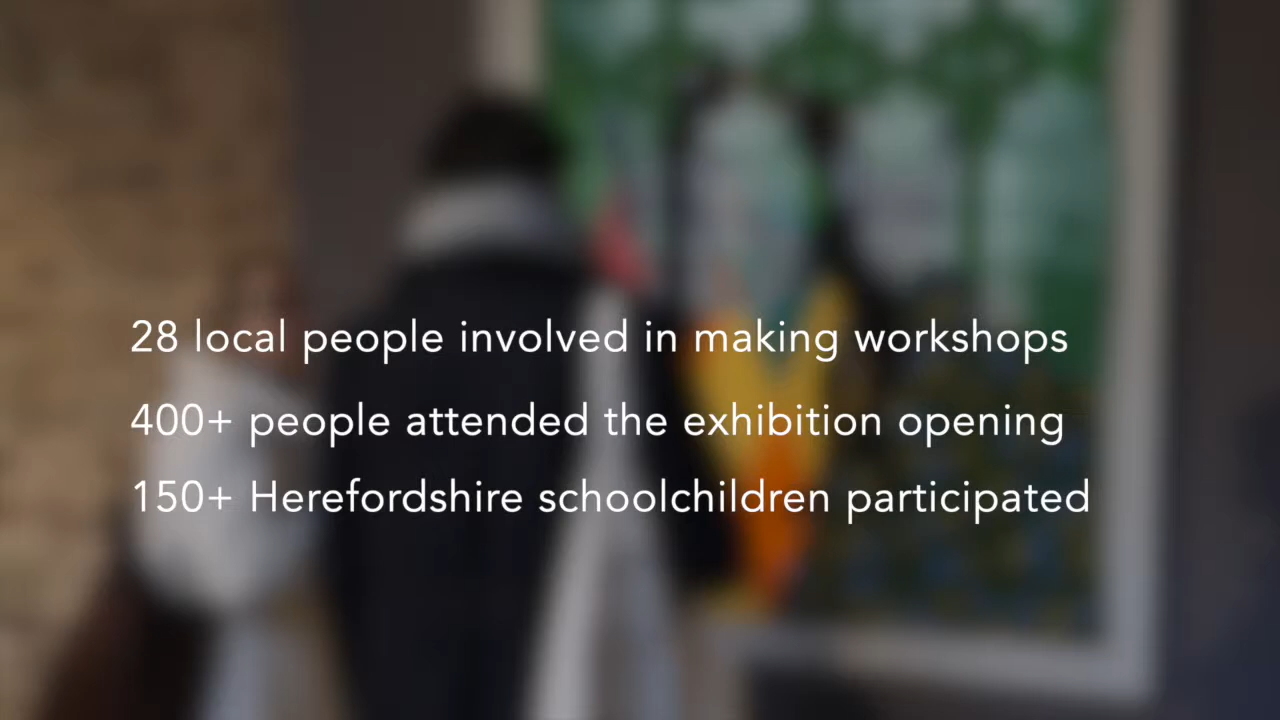 28 local people involved in making workshops
400+ people attended the exhibition opening
150+ Herefordshire schoolchildren participated